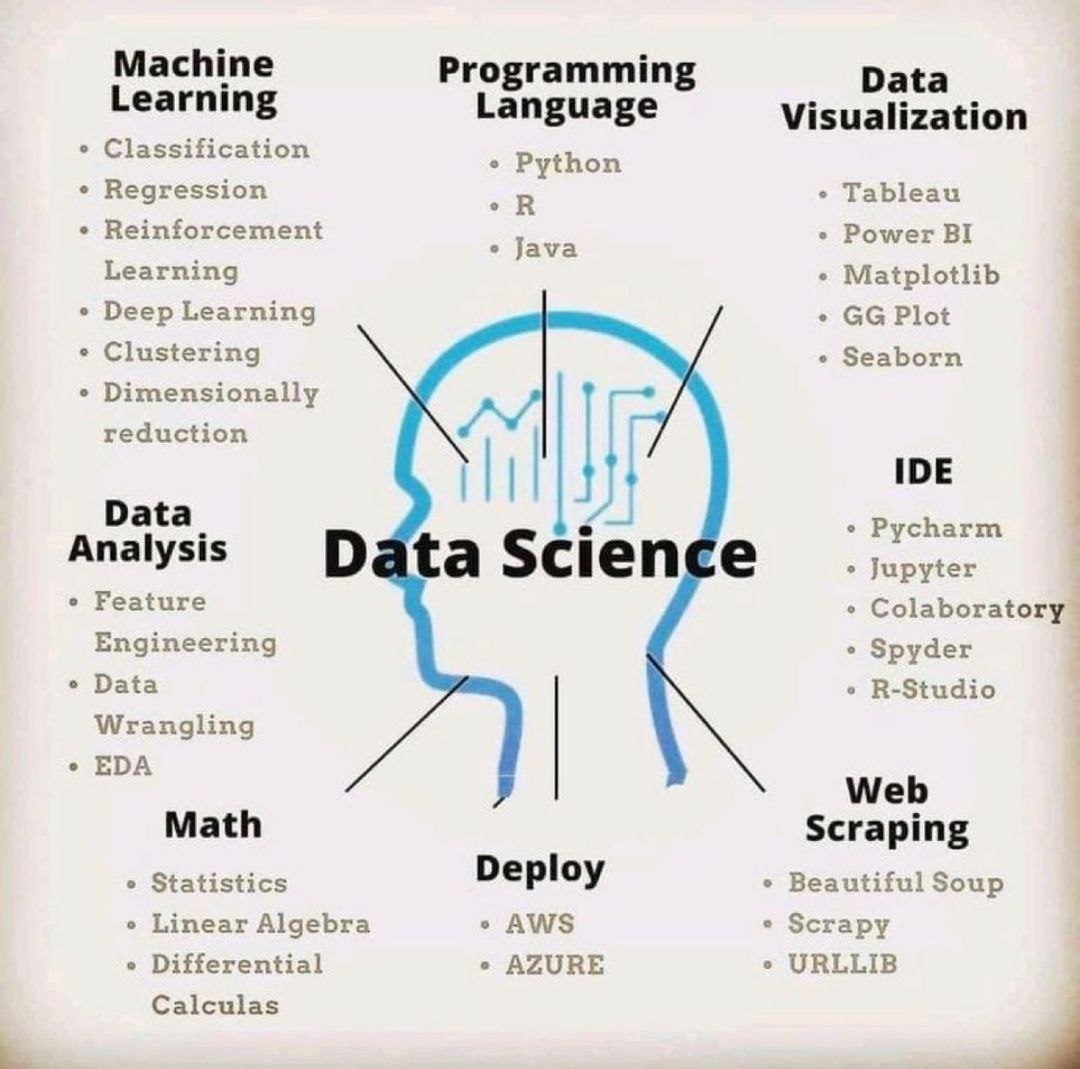 Machine
Learning
• Classification
• Regression
• Reinforcement
Learning
• Deep Learning
• Clustering
• Dimensionally
reduction
Programming
Language
• Python
• R
• Java
Data
Visualization
• Tableau
• Power BI
• Matplotlib
• GG Plot
• Seaborn
Data
Analysis
• Feature
Engineering
• Data
Wrangling
• EDA
Data Science
IDE
• Pycharm
• Jupyter
• Colaboratory
• Spyder
• R-Studio
Math
• Statistics
• Linear Algebra
• Differential
Calculas
Deploy
• AWS
• AZURE
Web
Scraping
• Beautiful Soup
• Scrapy
• URLLIB